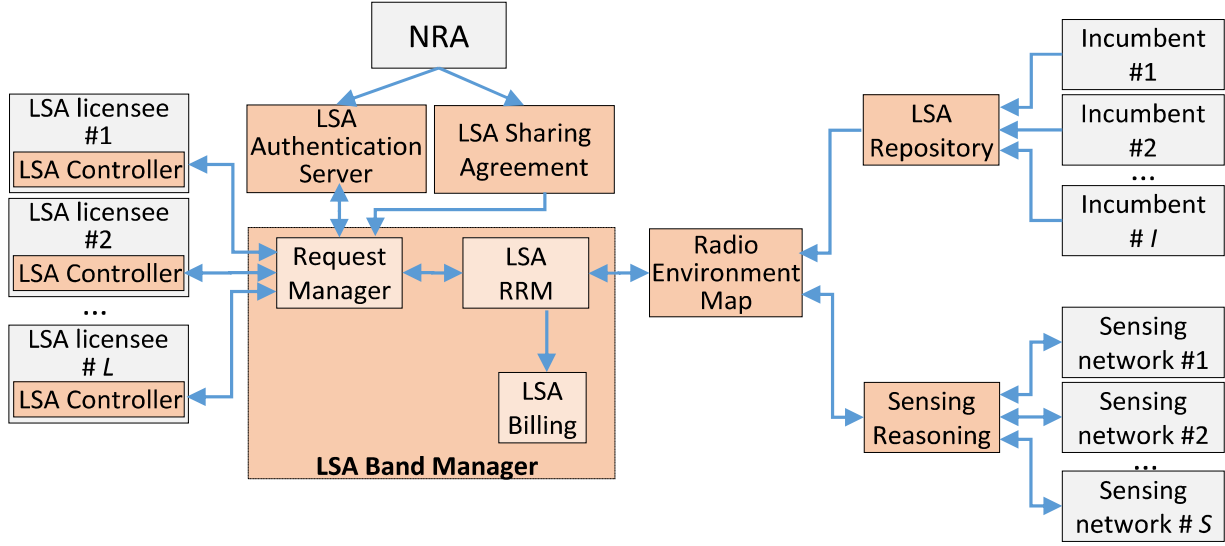 NRA
LSA licensee
#1
LSA Controller
LSA licensee
#2
LSA Controller
...
LSA licensee
# L
LSA Controller
LSA
Authentication
Server
LSA Sharing
Agreement
Request
Manager
LSA
RRM
LSA
Billing
LSA Band Manager
Radio
Environment
Map
LSA
Repository
Sensing
Reasoning
Incumbent
#1
Incumbent
#2
...
Incumbent
# I
Sensing
network #1
Sensing
network #2
...
Sensing
network # S